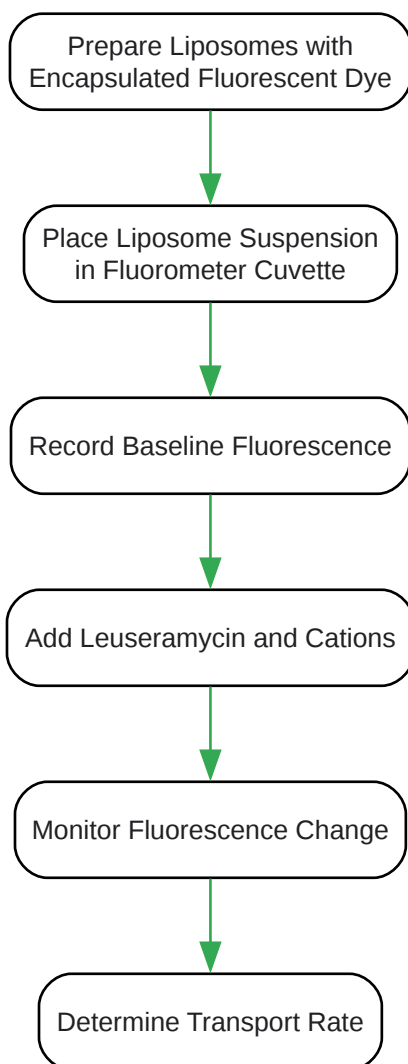 Prepare Liposomes with
Encapsulated Fluorescent Dye
Place Liposome Suspension
in Fluorometer Cuvette
Record Baseline Fluorescence
Add Leuseramycin and Cations
Monitor Fluorescence Change
Determine Transport Rate